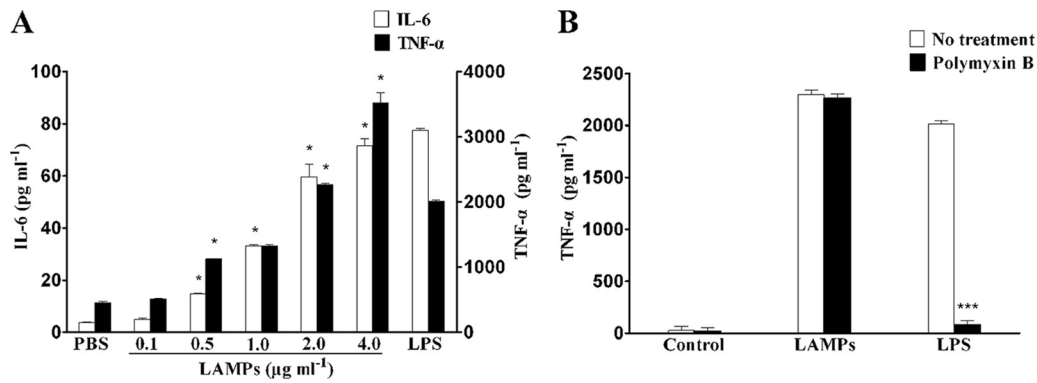 A
IL-6
TNF-α
IL-6 (pg ml⁻¹)
100
80
60
40
20
0
TNF-α (pg ml⁻¹)
4000
3000
2000
1000
0
*
*
*
*
*
*
*
PBS 0.1 0.5 1.0 2.0 4.0 LPS
LAMPs (μg ml⁻¹)
B
No treatment
Polymyxin B
TNF-α (pg ml⁻¹)
2500
2000
1500
1000
500
0
***
Control LAMPs LPS